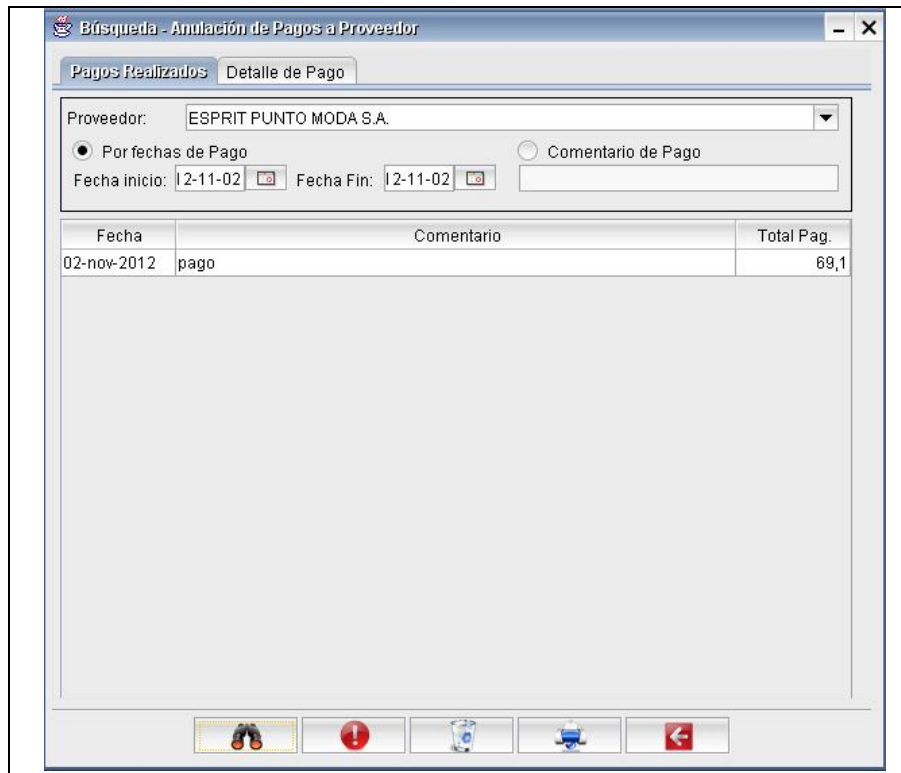 Búsqueda - Anulación de Pagos a Proveedor
Pagos Realizados Detalle de Pago
Proveedor: ESPRIT PUNTO MODA S.A.
Por fechas de Pago Comentario de Pago
Fecha inicio: 12-11-02 Fecha Fin: 12-11-02
Fecha Comentario Total Pag.
02-nov-2012 pago 69,1